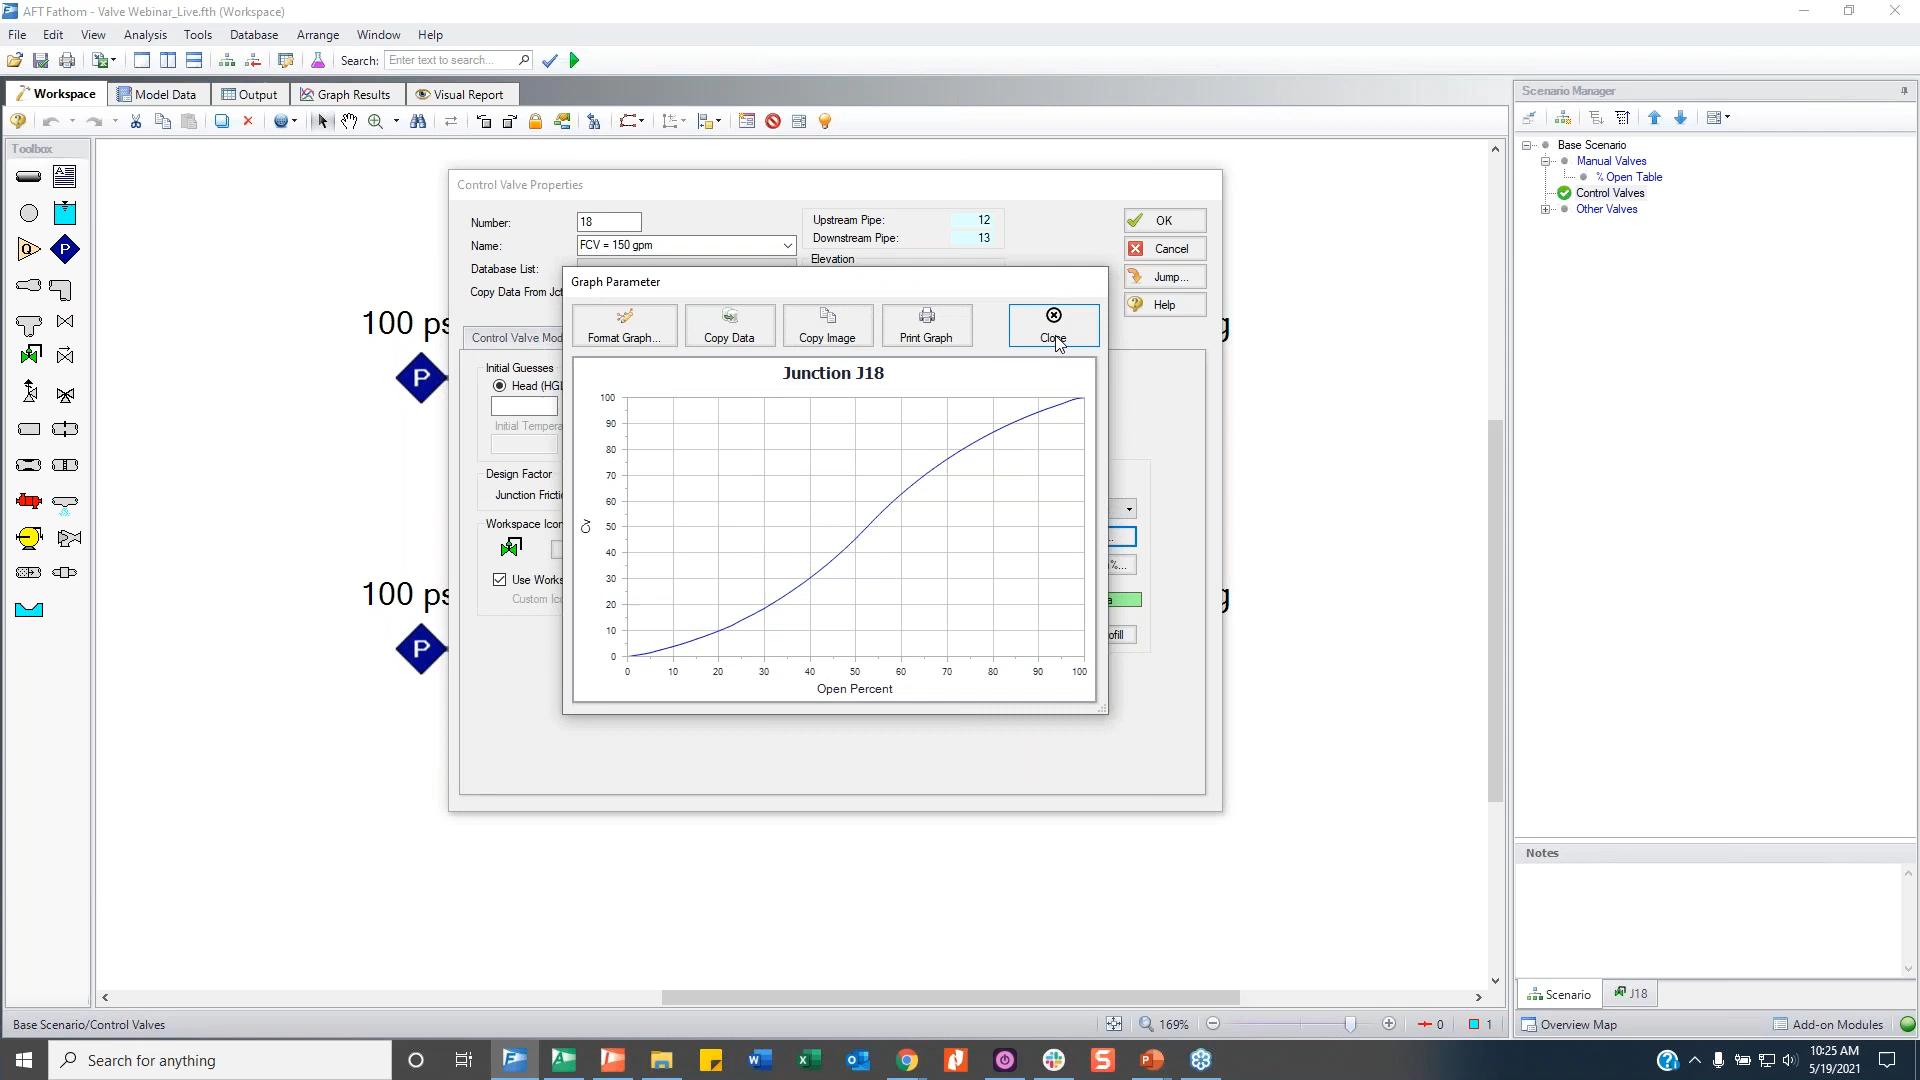 AFT Fathom - Valve Webinar_Live.fth (Workspace)
File Edit View Analysis Tools Database Arrange Window Help
Search: Enter text to search...
Workspace Model Data Output Graph Results Visual Report
Toolbox
Control Valve Properties
Number: 18
Name: FCV = 150 gpm
Database List:
Copy Data From Jct
Upstream Pipe: 12
Downstream Pipe: 13
Elevation
OK
Cancel
Jump...
Help
100 ps
g
P
Control Valve Mod
Initial Guesses
Head (HGL
Initial Tempera
Design Factor
Junction Frictio
Workspace Icon
Use Works
Custom Ico
100 ps
g
P
...
%...
a
ofill
Graph Parameter
Format Graph... Copy Data Copy Image Print Graph Close
Junction J18
100
90
80
70
60
50
40
30
20
10
0
Cv
0 10 20 30 40 50 60 70 80 90 100
Open Percent
Scenario Manager
Base Scenario
Manual Valves
% Open Table
Control Valves
Other Valves
Notes
Scenario J18
Base Scenario/Control Valves
169%
0
1
Overview Map
Add-on Modules
Search for anything
10:25 AM
5/19/2021